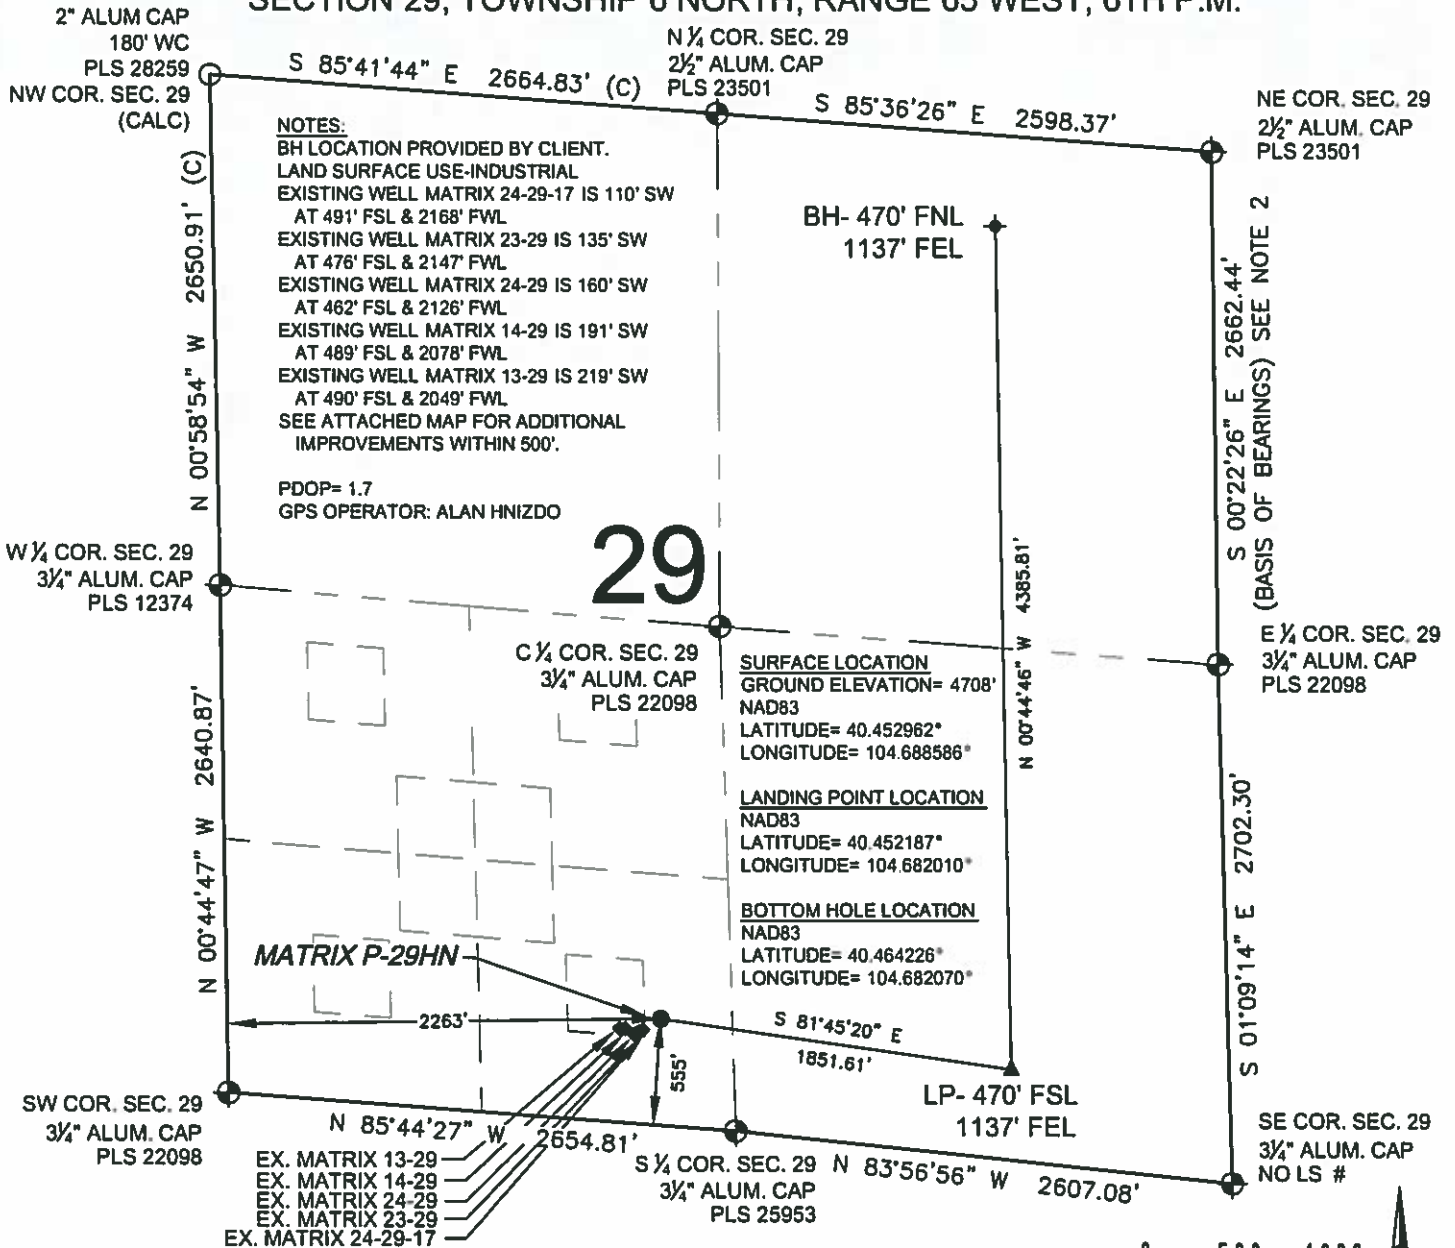 SECTION 29, TOWNSHIP 6 NORTH, RANGE 65 WEST, 6TH P.M.
2" ALUM CAP
180' WC
PLS 28259
NW COR. SEC. 29
(CALC)
S 85°41'44" E 2664.83' (C)
N ¼ COR. SEC. 29
2½" ALUM. CAP
PLS 23501
S 85°36'26" E 2598.37'
NE COR. SEC. 29
2½" ALUM. CAP
PLS 23501
NOTES:
BH LOCATION PROVIDED BY CLIENT.
LAND SURFACE USE-INDUSTRIAL
EXISTING WELL MATRIX 24-29-17 IS 110' SW
AT 491' FSL & 2168' FWL
EXISTING WELL MATRIX 23-29 IS 135' SW
AT 476' FSL & 2147' FWL
EXISTING WELL MATRIX 24-29 IS 160' SW
AT 462' FSL & 2126' FWL
EXISTING WELL MATRIX 14-29 IS 191' SW
AT 489' FSL & 2078' FWL
EXISTING WELL MATRIX 13-29 IS 219' SW
AT 490' FSL & 2049' FWL
SEE ATTACHED MAP FOR ADDITIONAL
IMPROVEMENTS WITHIN 500'.
PDOP= 1.7
GPS OPERATOR: ALAN HNIZDO
N 00°58'54" W 2650.91' (C)
BH- 470' FNL
1137' FEL
S 00°22'26" E 2662.44'
(BASIS OF BEARINGS) SEE NOTE 2
29
W ¼ COR. SEC. 29
3¼" ALUM. CAP
PLS 12374
C ¼ COR. SEC. 29
3¼" ALUM. CAP
PLS 22098
N 00°44'46" W 4385.81'
E ¼ COR. SEC. 29
3¼" ALUM. CAP
PLS 22098
SURFACE LOCATION
GROUND ELEVATION= 4708'
NAD83
LATITUDE= 40.452962°
LONGITUDE= 104.688586°
LANDING POINT LOCATION
NAD83
LATITUDE= 40.452187°
LONGITUDE= 104.682010°
BOTTOM HOLE LOCATION
NAD83
LATITUDE= 40.464226°
LONGITUDE= 104.682070°
N 00°44'47" W 2640.87'
S 01°09'14" E 2702.30'
MATRIX P-29HN
2263'
555'
S 81°45'20" E
1851.61'
LP- 470' FSL
1137' FEL
SW COR. SEC. 29
3¼" ALUM. CAP
PLS 22098
N 85°44'27" W 2654.81'
EX. MATRIX 13-29
EX. MATRIX 14-29
EX. MATRIX 24-29
EX. MATRIX 23-29
EX. MATRIX 24-29-17
S ¼ COR. SEC. 29
3¼" ALUM. CAP
PLS 25953
N 83°56'56" W 2607.08'
SE COR. SEC. 29
3¼" ALUM. CAP
NO LS #